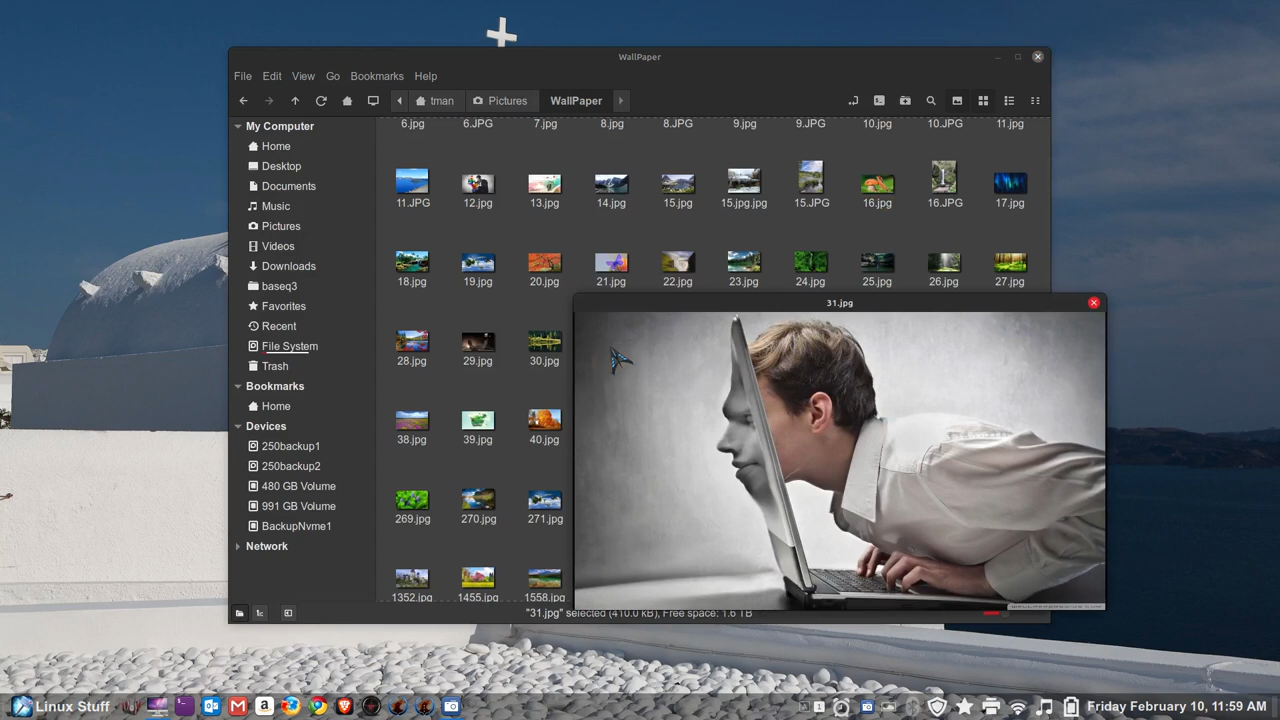 WallPaper
File Edit View Go Bookmarks Help
tman Pictures WallPaper
My Computer
Home
Desktop
Documents
Music
Pictures
Videos
Downloads
baseq3
Favorites
Recent
File System
Trash
Bookmarks
Home
Devices
250backup1
250backup2
480 GB Volume
991 GB Volume
BackupNvme1
Network
6.jpg 6.JPG 7.jpg 8.jpg 8.JPG 9.jpg 9.JPG 10.jpg 10.JPG 11.jpg
11.JPG 12.jpg 13.jpg 14.jpg 15.jpg 15.jpg.jpg 15.JPG 16.jpg 16.JPG 17.jpg
18.jpg 19.jpg 20.jpg 21.jpg 22.jpg 23.jpg 24.jpg 25.jpg 26.jpg 27.jpg
31.jpg
28.jpg 29.jpg 30.jpg
38.jpg 39.jpg 40.jpg
269.jpg 270.jpg 271.jpg
1352.jpg 1455.jpg 1558.jpg
"31.jpg" selected (410.0 kB), Free space: 1.6 TB
Linux Stuff
1
Friday February 10, 11:59 AM